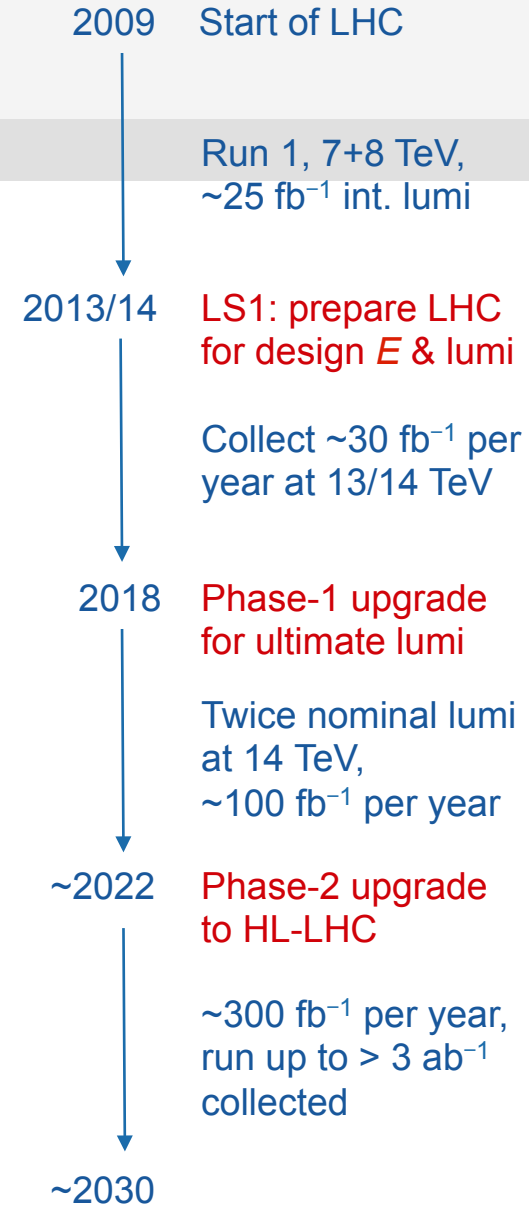 2009 Start of LHC
Run 1, 7+8 TeV,
~25 fb⁻¹ int. lumi
2013/14 LS1: prepare LHC
for design E & lumi
Collect ~30 fb⁻¹ per
year at 13/14 TeV
2018 Phase-1 upgrade
for ultimate lumi
Twice nominal lumi
at 14 TeV,
~100 fb⁻¹ per year
~2022 Phase-2 upgrade
to HL-LHC
~300 fb⁻¹ per year,
run up to > 3 ab⁻¹
collected
~2030